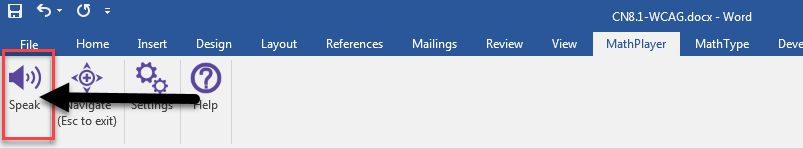 CN8.1-WCAG.docx - Word
File Home Insert Design Layout References Mailings Review View MathPlayer MathType Deve
Speak Navigate Settings Help
(Esc to exit)